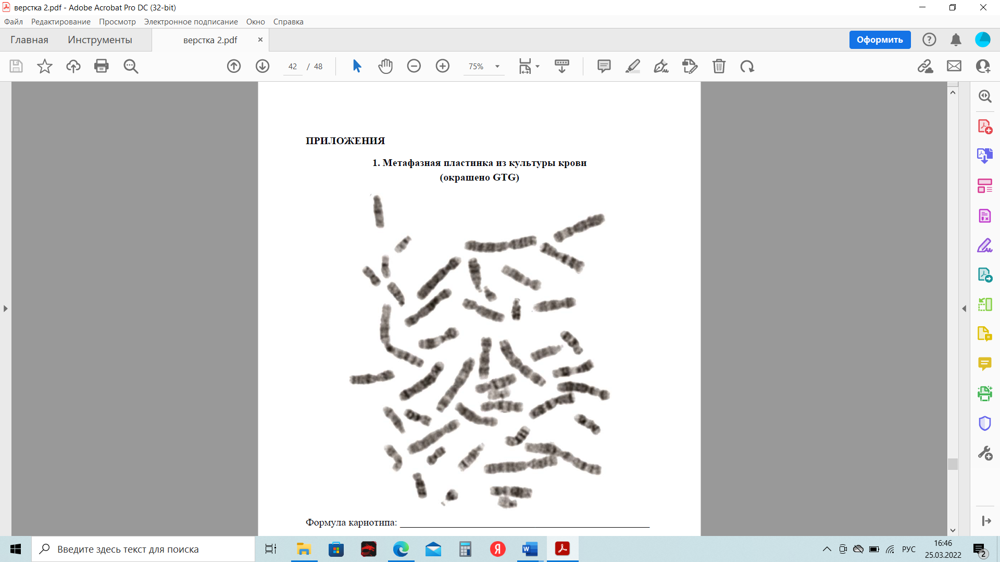 верстка 2.pdf - Adobe Acrobat Pro DC (32-bit)
Файл Редактирование Просмотр Электронное подписание Окно Справка
Главная Инструменты верстка 2.pdf Оформить
42 / 48 75%
ПРИЛОЖЕНИЯ
1. Метафазная пластинка из культуры крови
(окрашено GTG)
Формула кариотипа:
Введите здесь текст для поиска
РУС
16:46
25.03.2022
2